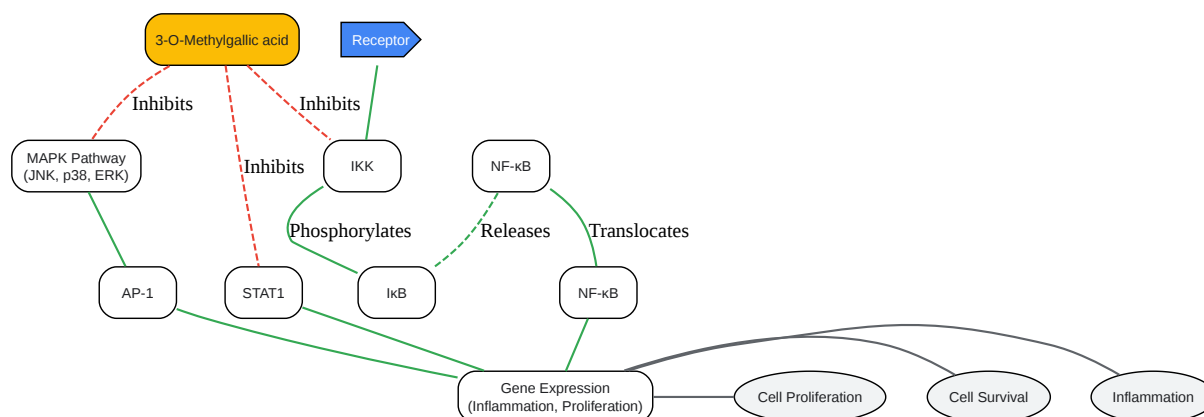 3-O-Methylgallic acid
Receptor
Inhibits
Inhibits
MAPK Pathway
(JNK, p38, ERK)
Inhibits
IKK
NF-κB
Phosphorylates
Releases
Translocates
AP-1
STAT1
IκB
NF-κB
Gene Expression
(Inflammation, Proliferation)
Cell Proliferation
Cell Survival
Inflammation